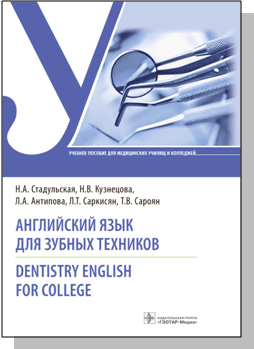 У
УЧЕБНОЕ ПОСОБИЕ ДЛЯ МЕДИЦИНСКИХ УЧИЛИЩ И КОЛЛЕДЖЕЙ
Н.А. Стадульская, Н.В. Кузнецова,
Л.А. Антипова, Л.Т. Саркисян, Т.В. Сароян
АНГЛИЙСКИЙ ЯЗЫК
ДЛЯ ЗУБНЫХ ТЕХНИКОВ
DENTISTRY ENGLISH
FOR COLLEGE
ИЗДАТЕЛЬСКАЯ ГРУППА
«ГЭОТАР-Медиа»